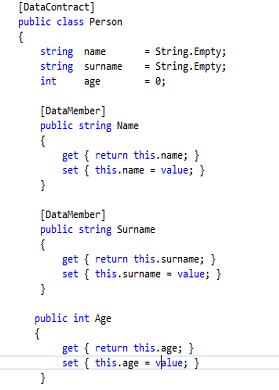 [DataContract]
public class Person
{
    string  name      = String.Empty;
    string  surname   = String.Empty;
    int     age       = 0;

    [DataMember]
    public string Name
    {
        get { return this.name; }
        set { this.name = value; }
    }

    [DataMember]
    public string Surname
    {
        get { return this.surname; }
        set { this.surname = value; }
    }

   public int Age
   {
        get { return this.age; }
        set { this.age = value; }
    }